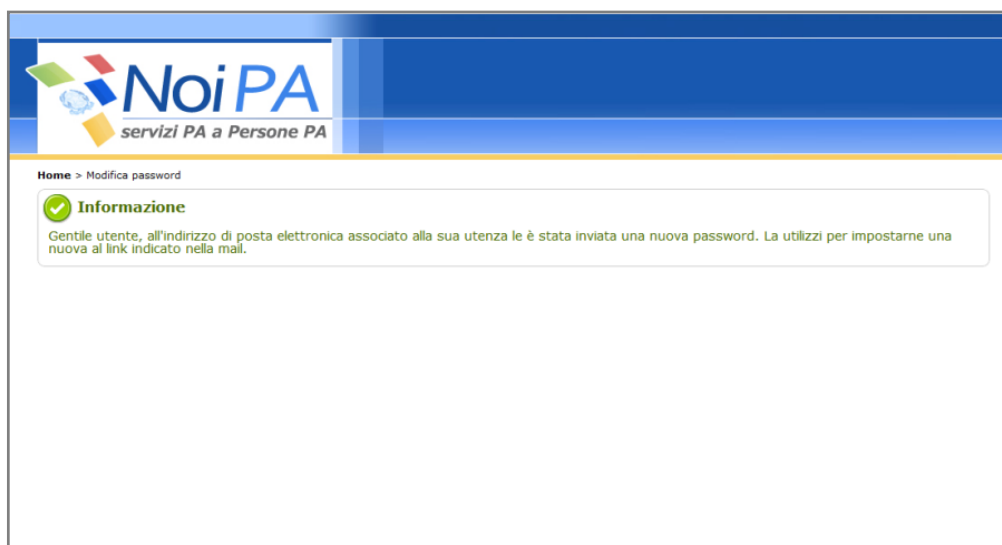 NoiPA
servizi PA a Persone PA
Home > Modifica password
Informazione
Gentile utente, all'indirizzo di posta elettronica associato alla sua utenza le è stata inviata una nuova password. La utilizzi per impostarne una
nuova al link indicato nella mail.